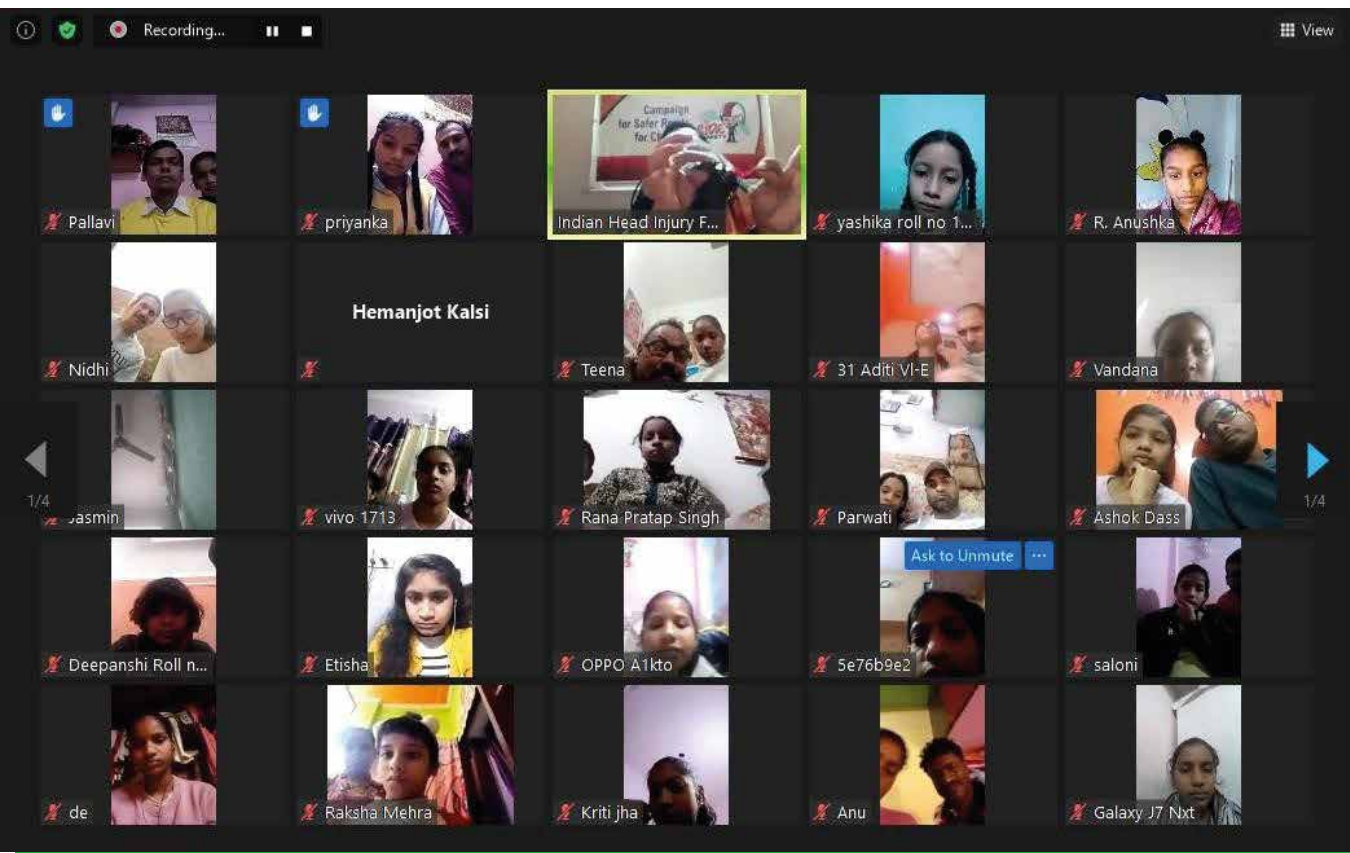 Recording...
View
Pallavi
priyanka
Campaign
for Safer
for
Indian Head Injury F...
yashika roll no 1...
R. Anushka
Nidhi
Hemanjot Kalsi
Teena
31 Aditi VI-E
Vandana
Jasmin
vivo 1713
Rana Pratap Singh
Parwati
Ashok Dass
1/4
1/4
Deepanshi Roll n...
Etisha
OPPO A1kto
Ask to Unmute ...
5e76b9e2
saloni
de
Raksha Mehra
Kriti jha
Anu
Galaxy J7 Nxt